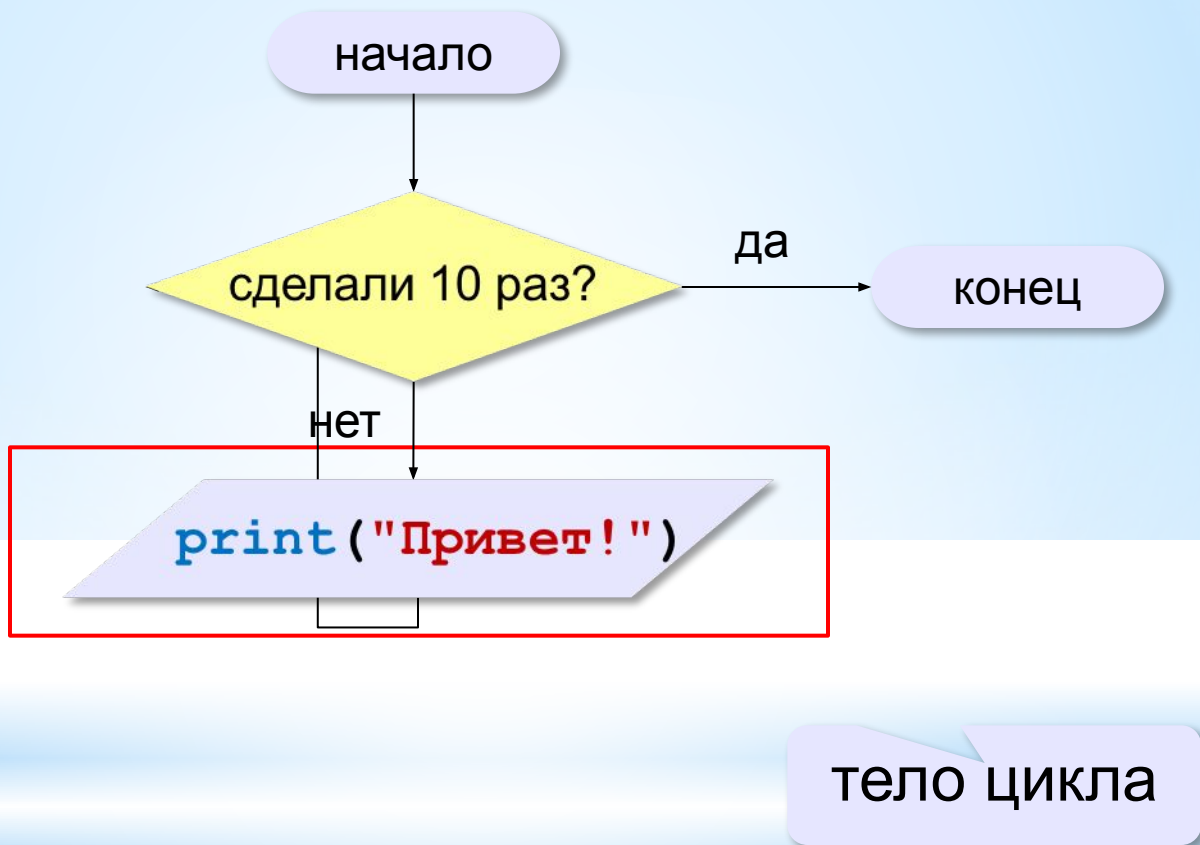 начало
да
сделали 10 раз?
конец
нет
print("Привет!")
тело цикла